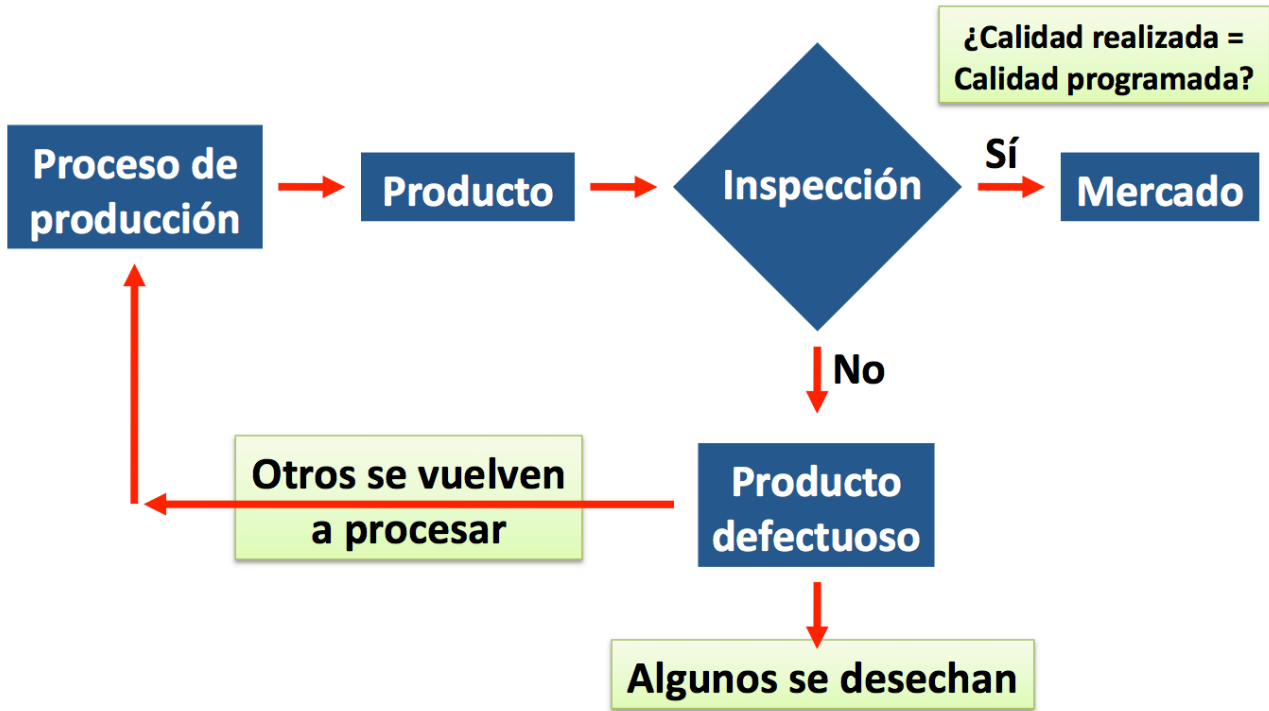 ¿Calidad realizada =
Calidad programada?
Proceso de
producción
Producto
Inspección
Sí
Mercado
No
Producto
defectuoso
Otros se vuelven
a procesar
Algunos se desechan